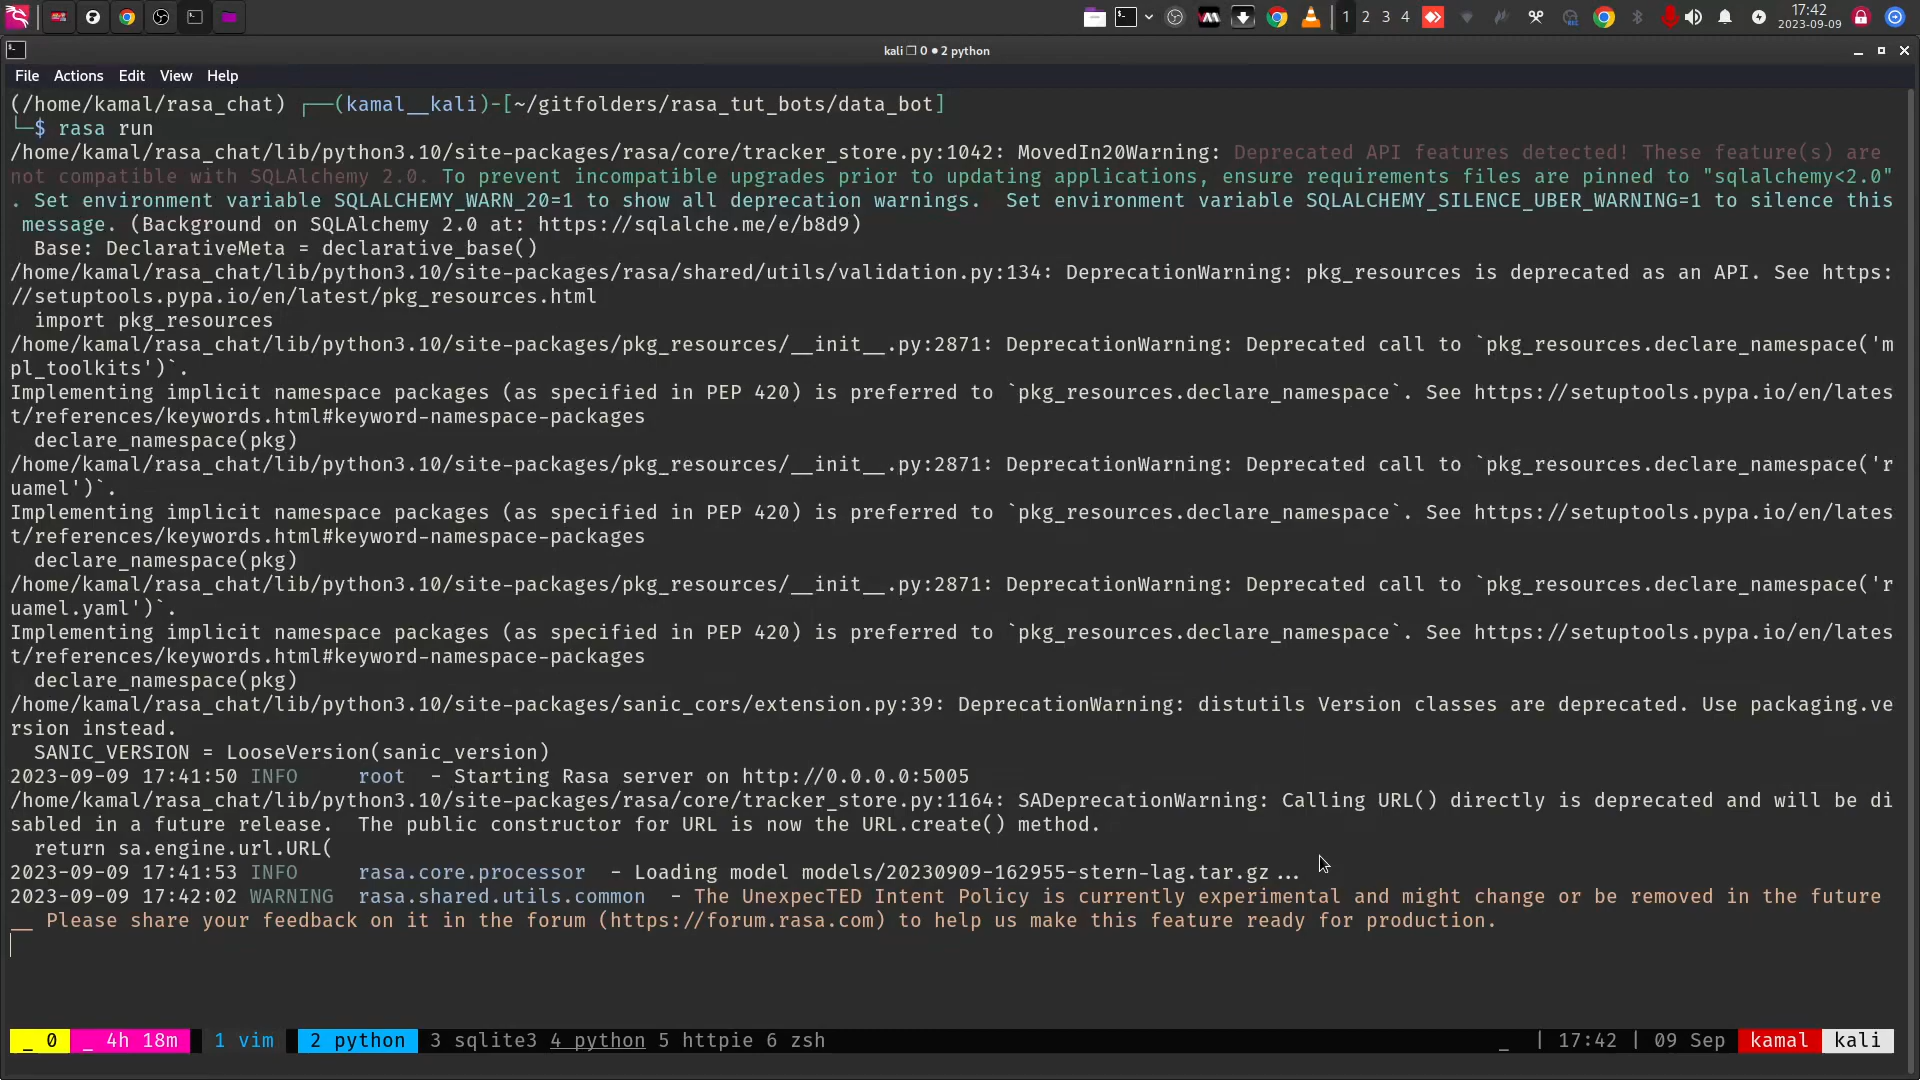 1 2 3 4
17:42
2023-09-09
kali ❐ 0 ● 2 python
File Actions Edit View Help
(/home/kamal/rasa_chat) ┌──(kamal__kali)-[~/gitfolders/rasa_tut_bots/data_bot]
└─$ rasa run
/home/kamal/rasa_chat/lib/python3.10/site-packages/rasa/core/tracker_store.py:1042: MovedIn20Warning: Deprecated API features detected! These feature(s) are
not compatible with SQLAlchemy 2.0. To prevent incompatible upgrades prior to updating applications, ensure requirements files are pinned to "sqlalchemy<2.0"
. Set environment variable SQLALCHEMY_WARN_20=1 to show all deprecation warnings.  Set environment variable SQLALCHEMY_SILENCE_UBER_WARNING=1 to silence this
 message. (Background on SQLAlchemy 2.0 at: https://sqlalche.me/e/b8d9)
  Base: DeclarativeMeta = declarative_base()
/home/kamal/rasa_chat/lib/python3.10/site-packages/rasa/shared/utils/validation.py:134: DeprecationWarning: pkg_resources is deprecated as an API. See https:
//setuptools.pypa.io/en/latest/pkg_resources.html
  import pkg_resources
/home/kamal/rasa_chat/lib/python3.10/site-packages/pkg_resources/__init__.py:2871: DeprecationWarning: Deprecated call to `pkg_resources.declare_namespace('m
pl_toolkits')`.
Implementing implicit namespace packages (as specified in PEP 420) is preferred to `pkg_resources.declare_namespace`. See https://setuptools.pypa.io/en/lates
t/references/keywords.html#keyword-namespace-packages
  declare_namespace(pkg)
/home/kamal/rasa_chat/lib/python3.10/site-packages/pkg_resources/__init__.py:2871: DeprecationWarning: Deprecated call to `pkg_resources.declare_namespace('r
uamel')`.
Implementing implicit namespace packages (as specified in PEP 420) is preferred to `pkg_resources.declare_namespace`. See https://setuptools.pypa.io/en/lates
t/references/keywords.html#keyword-namespace-packages
  declare_namespace(pkg)
/home/kamal/rasa_chat/lib/python3.10/site-packages/pkg_resources/__init__.py:2871: DeprecationWarning: Deprecated call to `pkg_resources.declare_namespace('r
uamel.yaml')`.
Implementing implicit namespace packages (as specified in PEP 420) is preferred to `pkg_resources.declare_namespace`. See https://setuptools.pypa.io/en/lates
t/references/keywords.html#keyword-namespace-packages
  declare_namespace(pkg)
/home/kamal/rasa_chat/lib/python3.10/site-packages/sanic_cors/extension.py:39: DeprecationWarning: distutils Version classes are deprecated. Use packaging.ve
rsion instead.
  SANIC_VERSION = LooseVersion(sanic_version)
2023-09-09 17:41:50 INFO     root  - Starting Rasa server on http://0.0.0.0:5005
/home/kamal/rasa_chat/lib/python3.10/site-packages/rasa/core/tracker_store.py:1164: SADeprecationWarning: Calling URL() directly is deprecated and will be di
sabled in a future release.  The public constructor for URL is now the URL.create() method.
  return sa.engine.url.URL(
2023-09-09 17:41:53 INFO     rasa.core.processor  - Loading model models/20230909-162955-stern-lag.tar.gz...
2023-09-09 17:42:02 WARNING  rasa.shared.utils.common  - The UnexpecTED Intent Policy is currently experimental and might change or be removed in the future
__ Please share your feedback on it in the forum (https://forum.rasa.com) to help us make this feature ready for production.
_ 0 _ 4h 18m 1 vim 2 python 3 sqlite3 4 python 5 httpie 6 zsh _ | 17:42 | 09 Sep kamal kali